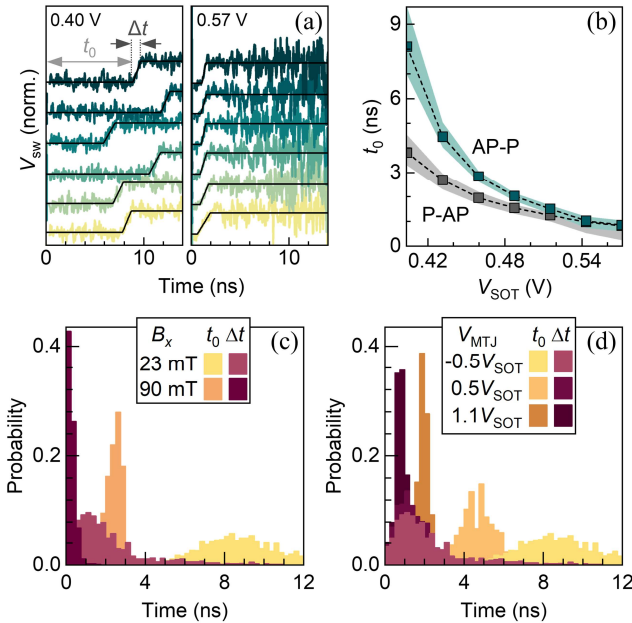 0.40 V
Δt
t0
0.57 V
(a)
Vsw (norm.)
0
10
0
10
Time (ns)
(b)
9
6
3
0
t0 (ns)
AP-P
P-AP
0.42
0.48
0.54
VSOT (V)
(c)
Bx t0 Δt
23 mT
90 mT
0.4
0.2
0.0
Probability
0
4
8
12
Time (ns)
(d)
VMTJ t0 Δt
-0.5VSOT
0.5VSOT
1.1VSOT
0.4
0.2
0.0
Probability
0
4
8
12
Time (ns)